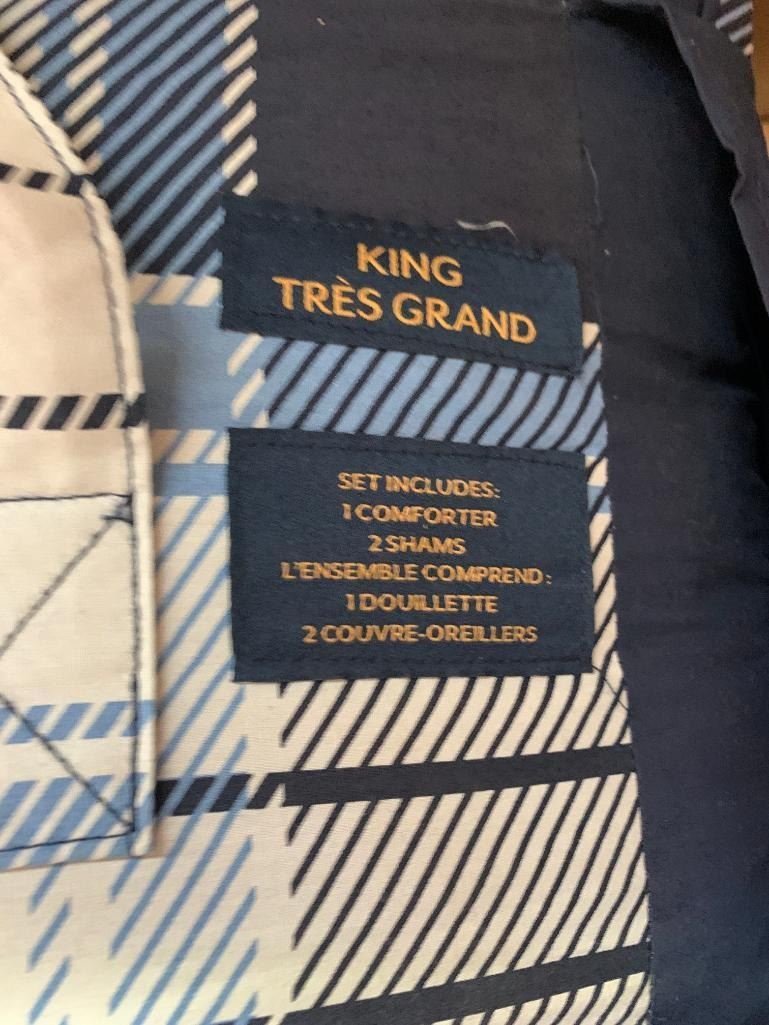 KING
TRÈS GRAND
SET INCLUDES:
1 COMFORTER
2 SHAMS
L'ENSEMBLE COMPREND :
1 DOUILLETTE
2 COUVRE-OREILLERS